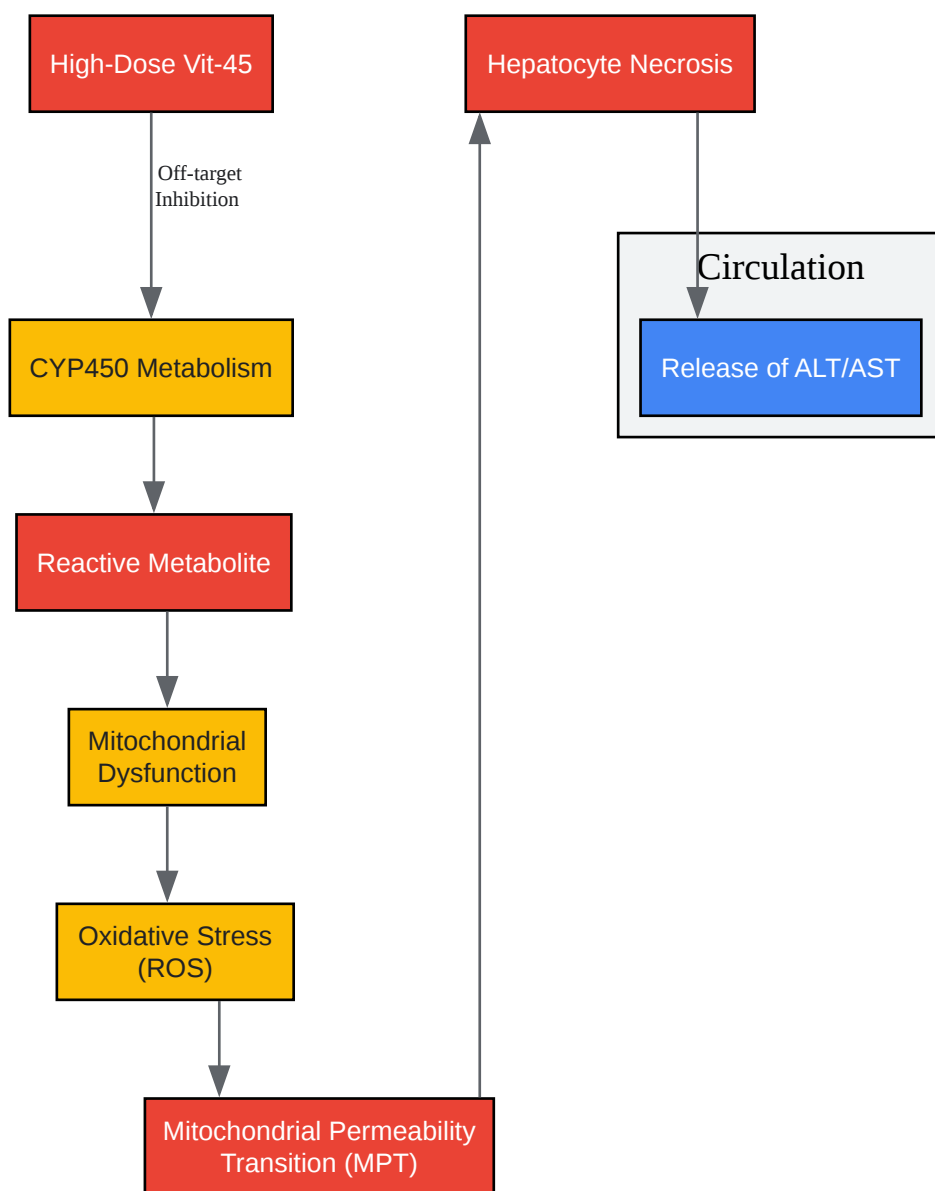 High-Dose Vit-45
Off-target
Inhibition
CYP450 Metabolism
Reactive Metabolite
Mitochondrial
Dysfunction
Oxidative Stress
(ROS)
Mitochondrial Permeability
Transition (MPT)
Hepatocyte Necrosis
Circulation
Release of ALT/AST